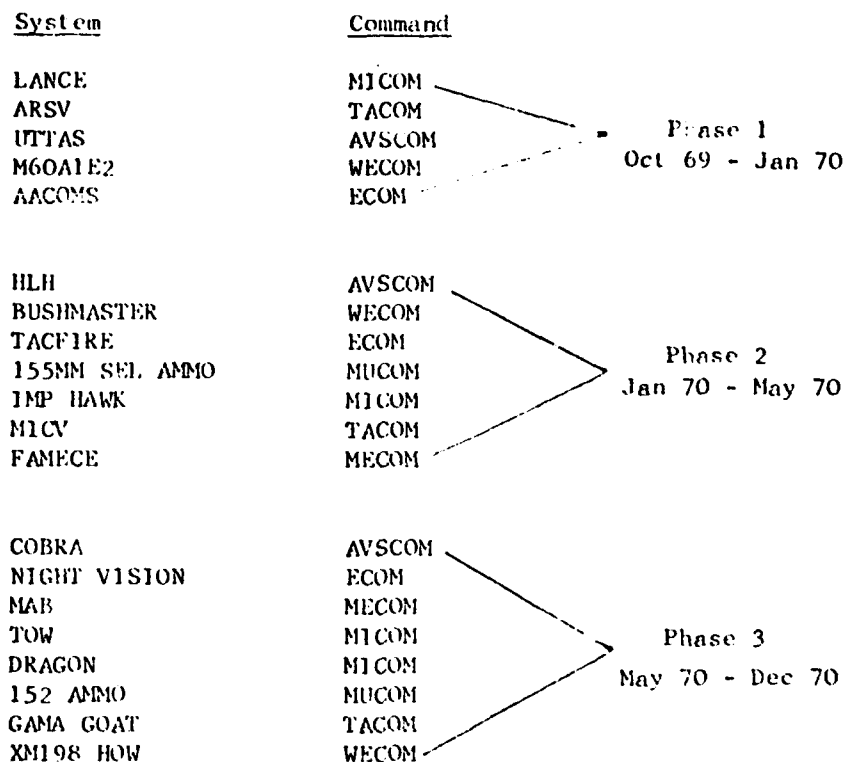 System Command
LANCE MICOM
ARSV TACOM
UTTAS AVSCOM
Phase 1
M60A1E2 WECOM
Oct 69 - Jan 70
AACOMS ECOM
HLH AVSCOM
BUSHMASTER WECOM
TACFIRE ECOM
Phase 2
155MM SEL AMMO MUCOM
Jan 70 - May 70
IMP HAWK MICOM
MICV TACOM
FAMECE MECOM
COBRA AVSCOM
NIGHT VISION ECOM
MAB MECOM
TOW MICOM
Phase 3
DRAGON MICOM
May 70 - Dec 70
152 AMMO MUCOM
GAMA GOAT TACOM
XM198 HOW WECOM